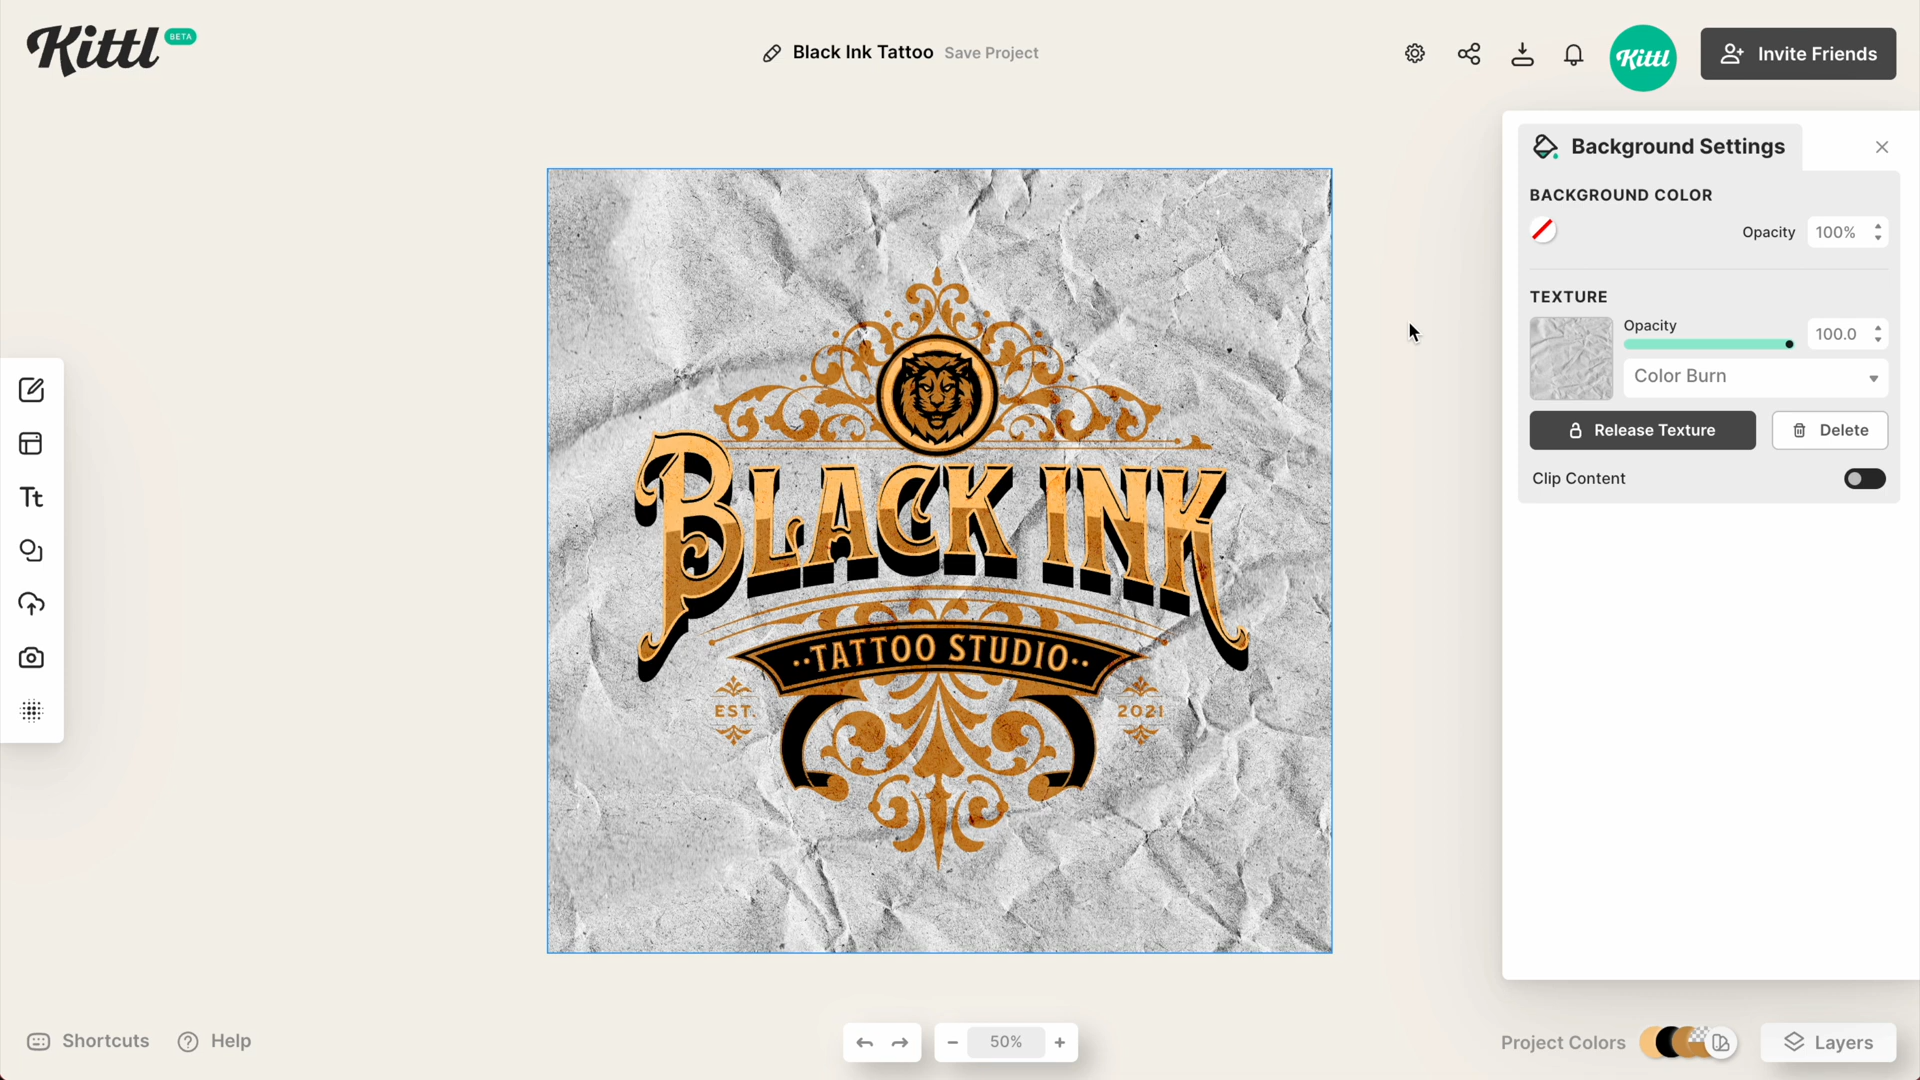 Kittl BETA
Black Ink Tattoo Save Project
Kittl
Invite Friends
Background Settings
BACKGROUND COLOR
Opacity 100%
TEXTURE
Opacity
100.0
Color Burn
Release Texture Delete
Clip Content
Tt
BLACK INK
··TATTOO STUDIO··
EST. 2021
Shortcuts Help
50%
Project Colors Layers